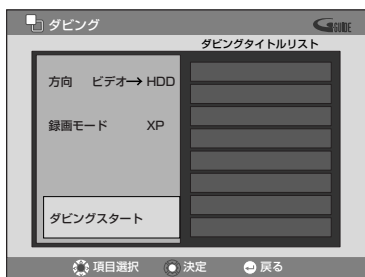 ダビング
GGUIDE
ダビングタイトルリスト
方向 ビデオ→HDD
録画モード XP
ダビングスタート
項目選択 決定 戻る